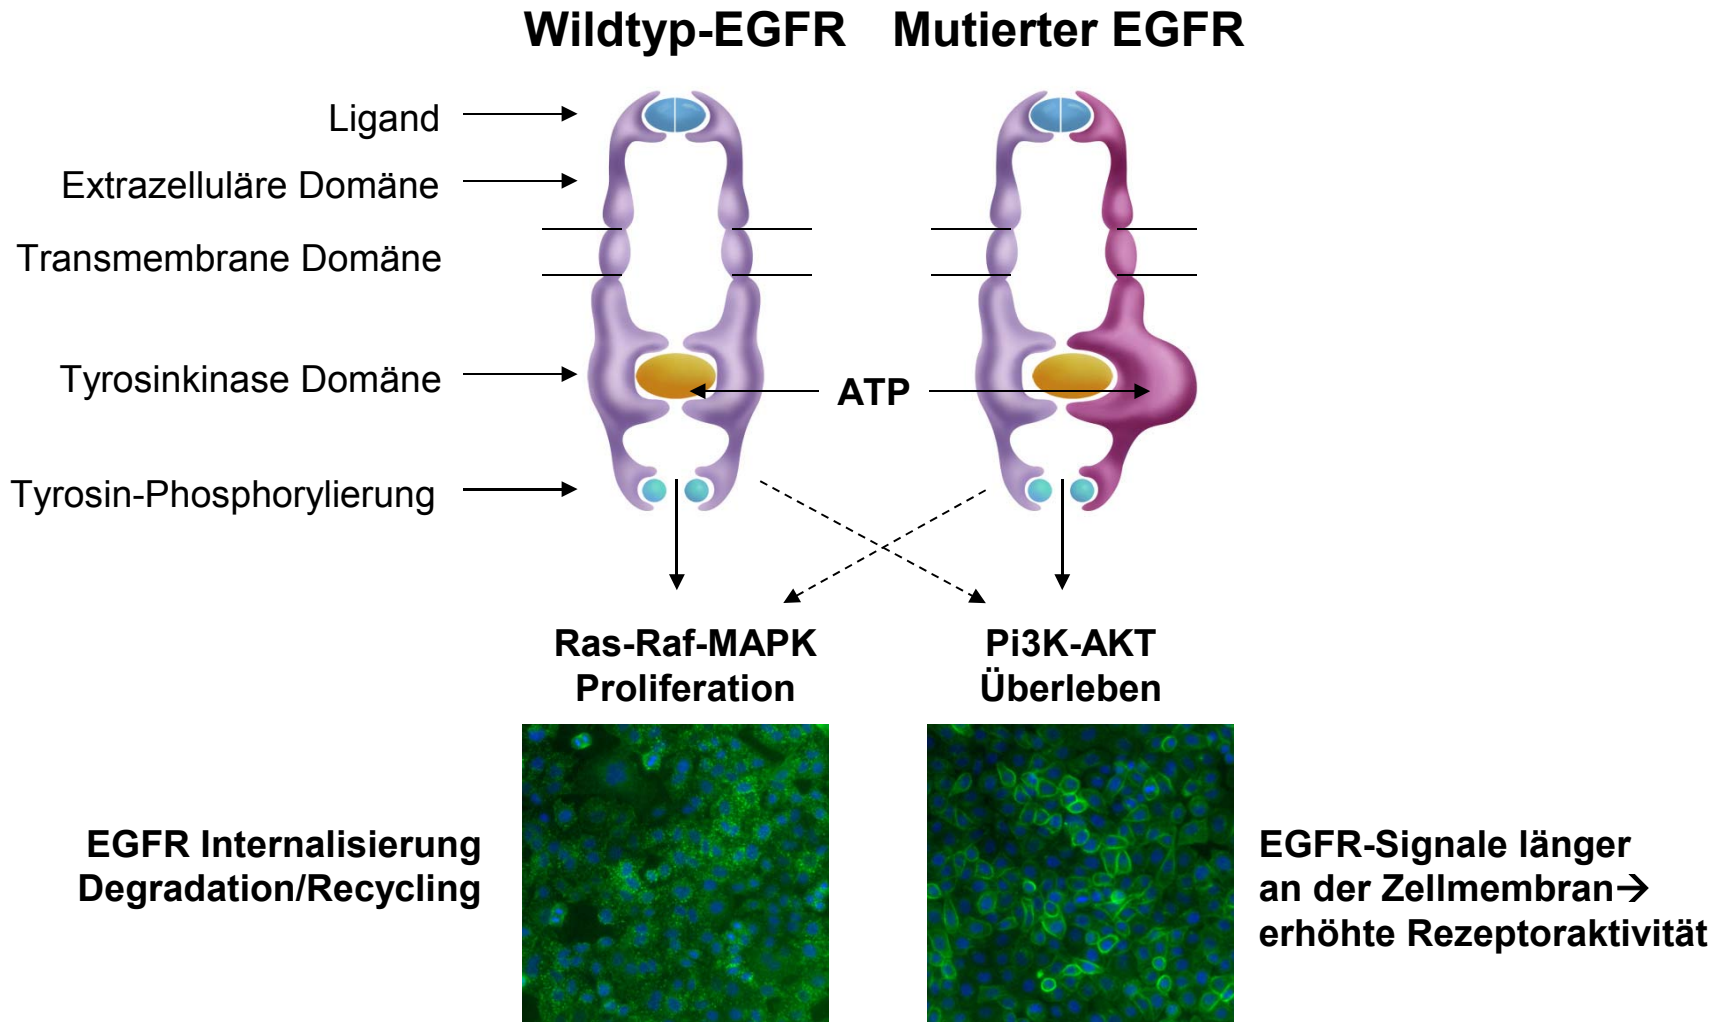 Wildtyp-EGFR
Mutierter EGFR
Ligand
Extrazelluläre Domäne
Transmembrane Domäne
Tyrosinkinase Domäne
ATP
Tyrosin-Phosphorylierung
Ras-Raf-MAPK
Proliferation
Pi3K-AKT
Überleben
EGFR Internalisierung
Degradation/Recycling
EGFR-Signale länger
an der Zellmembran→
erhöhte Rezeptoraktivität